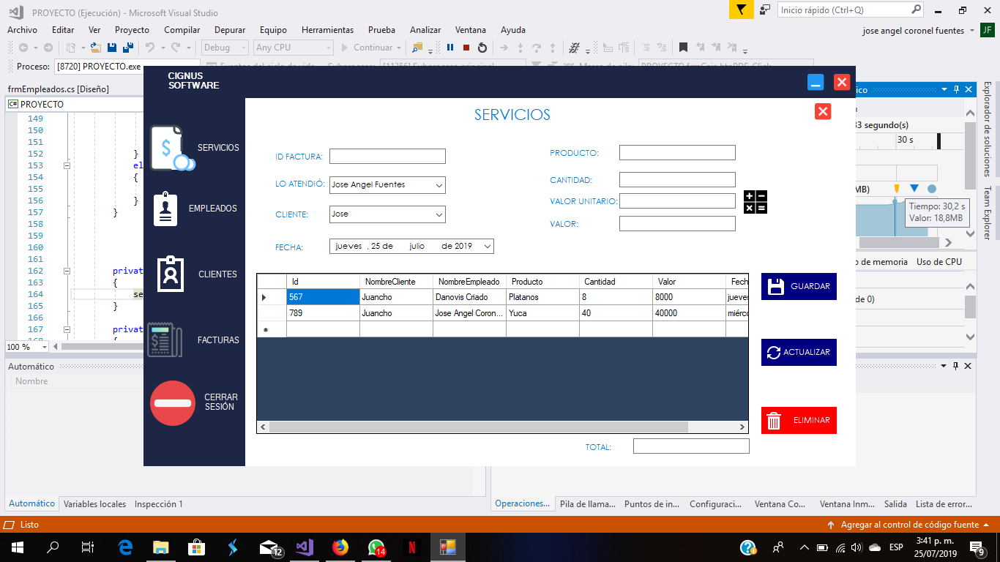 PROYECTO (Ejecución) - Microsoft Visual Studio
Inicio rápido (Ctrl+Q)
Archivo Editar Ver Proyecto Compilar Depurar Equipo Herramientas Prueba Analizar Ventana Ayuda
jose angel coronel fuentes JF
Debug Any CPU Continuar
Proceso: [8720] PROYECTO.exe
frmEmpleados.cs [Diseño]
C# PROYECTO
149
150
151
152 }
153 el
154 {
155
156 }
157 }
158
159
160
161
162 privat
163 {
164 se
165 }
166
167 privat
168 {
100 %
CIGNUS
SOFTWARE
SERVICIOS
EMPLEADOS
CLIENTES
FACTURAS
CERRAR
SESIÓN
SERVICIOS
ID FACTURA:
LO ATENDIÓ: Jose Angel Fuentes
CLIENTE: Jose
FECHA: jueves , 25 de julio de 2019
PRODUCTO:
CANTIDAD:
VALOR UNITARIO:
VALOR:
Id NombreCliente NombreEmpleado Producto Cantidad Valor Fech
567 Juancho Danovis Criado Platanos 8 8000 jueves
789 Juancho Jose Angel Coron... Yuca 40 40000 miérco
GUARDAR
ACTUALIZAR
ELIMINAR
TOTAL:
ico
33 segundo(s)
30 s
MB)
Tiempo: 30,2 s
Valor: 18,8MB
o de memoria Uso de CPU
de 0)
Explorador de soluciones
Team Explorer
Automático
Nombre
Automático Variables locales Inspección 1
Operaciones... Pila de llama... Puntos de in... Configuraci... Ventana Co... Ventana Inm... Salida Lista de error...
Listo
Agregar al control de código fuente
12
14
N
ESP
3:41 p. m.
25/07/2019
9